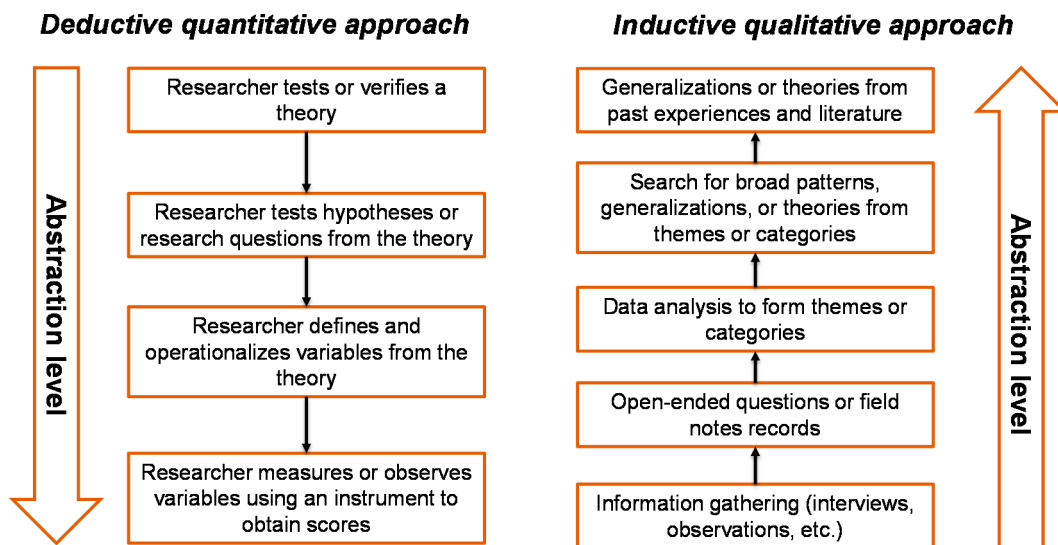 Deductive quantitative approach
Abstraction level
Researcher tests or verifies a
theory
Researcher tests hypotheses or
research questions from the theory
Researcher defines and
operationalizes variables from the
theory
Researcher measures or observes
variables using an instrument to
obtain scores
Inductive qualitative approach
Generalizations or theories from
past experiences and literature
Search for broad patterns,
generalizations, or theories from
themes or categories
Data analysis to form themes or
categories
Open-ended questions or field
notes records
Information gathering (interviews,
observations, etc.)
Abstraction level